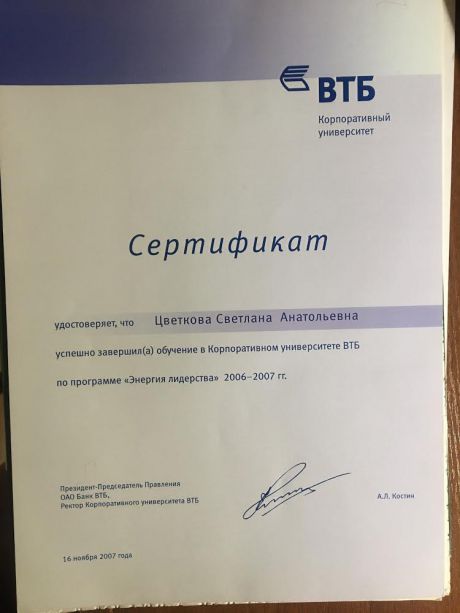 ВТБ
Корпоративный
университет
Сертификат
удостоверяет, что Цветкова Светлана Анатольевна
успешно завершил(а) обучение в Корпоративном университете ВТБ
по программе «Энергия лидерства» 2006–2007 гг.
Президент-Председатель Правления
ОАО Банк ВТБ,
Ректор Корпоративного университета ВТБ
А.Л. Костин
16 ноября 2007 года